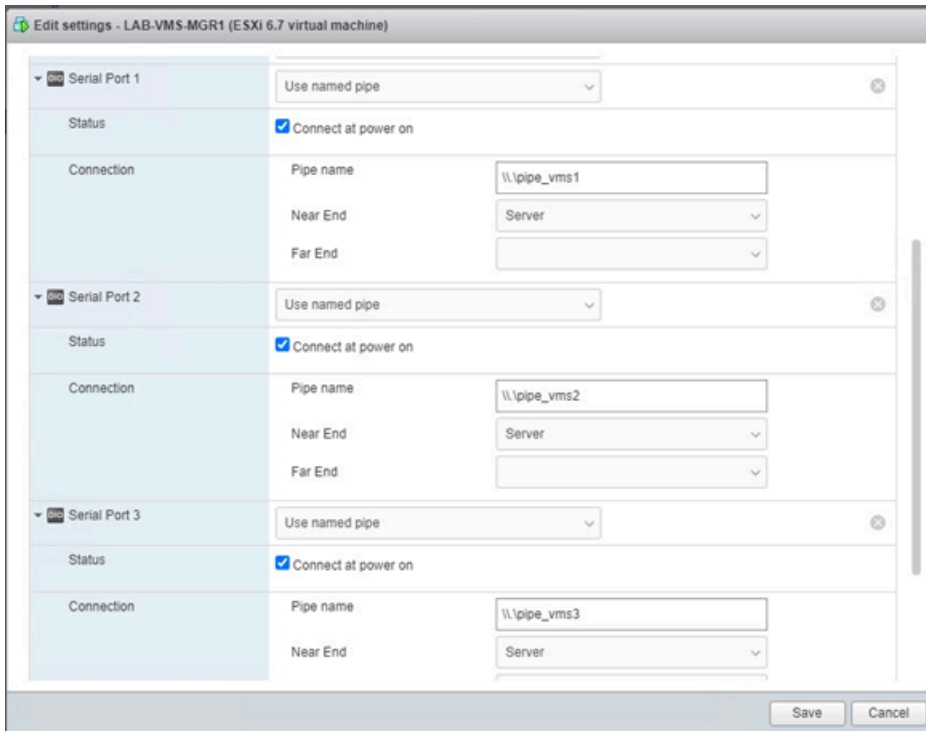 Edit settings - LAB-VMS-MGR1 (ESXi 6.7 virtual machine)
Serial Port 1 Use named pipe
Status Connect at power on
Connection Pipe name \\.\pipe_vms1
Near End Server
Far End
Serial Port 2 Use named pipe
Status Connect at power on
Connection Pipe name \\.\pipe_vms2
Near End Server
Far End
Serial Port 3 Use named pipe
Status Connect at power on
Connection Pipe name \\.\pipe_vms3
Near End Server
Save Cancel